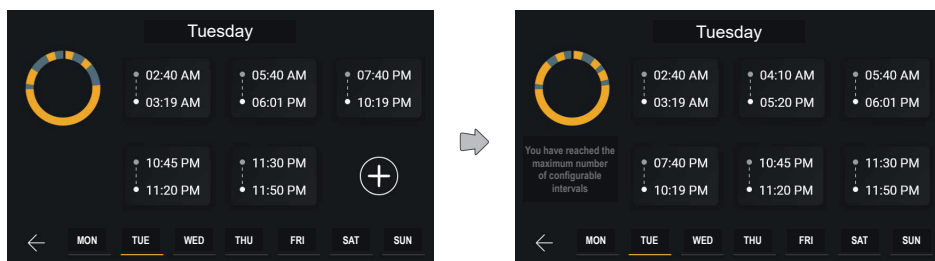 Tuesday
02:40 AM 05:40 AM 07:40 PM
03:19 AM 06:01 PM 10:19 PM
10:45 PM 11:30 PM
11:20 PM 11:50 PM
MON TUE WED THU FRI SAT SUN
Tuesday
02:40 AM 04:10 AM 05:40 AM
03:19 AM 05:20 PM 06:01 PM
You have reached the
maximum number
of configurable
intervals
07:40 PM 10:45 PM 11:30 PM
10:19 PM 11:20 PM 11:50 PM
MON TUE WED THU FRI SAT SUN